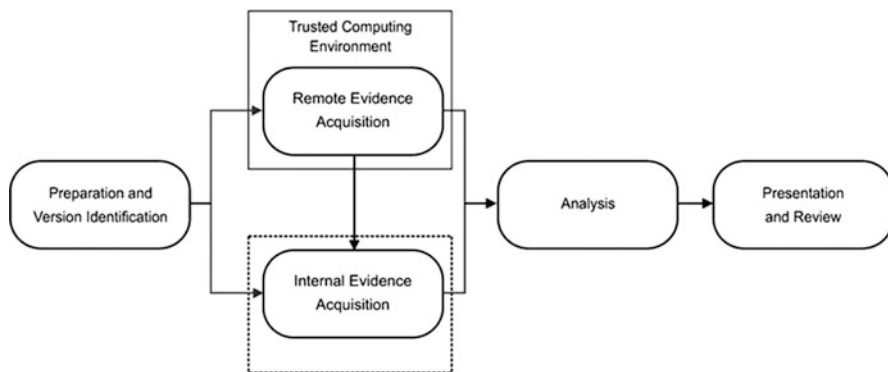 Trusted Computing
Environment
Remote Evidence
Acquisition
Preparation and
Version Identification
Analysis
Presentation
and Review
Internal Evidence
Acquisition